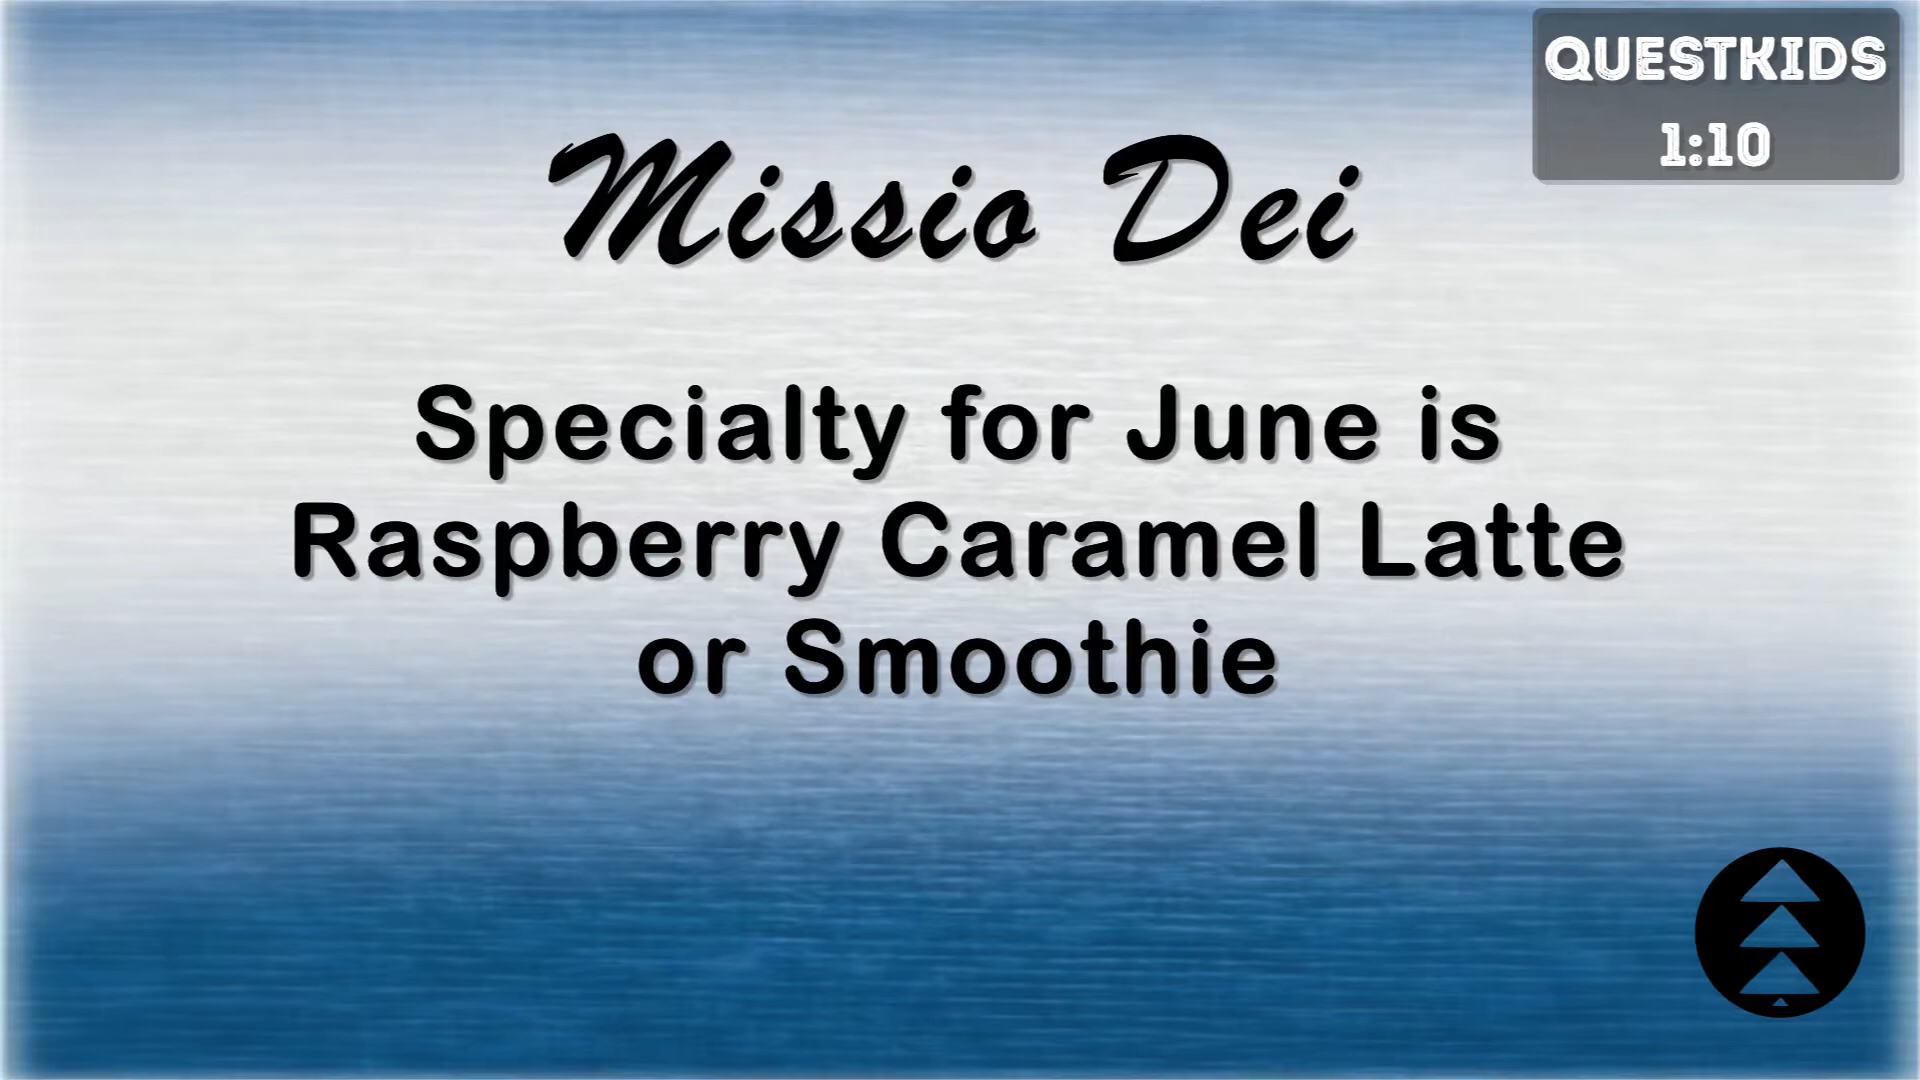 QUESTKIDS
1:10
Missio Dei
Specialty for June is
Raspberry Caramel Latte
or Smoothie